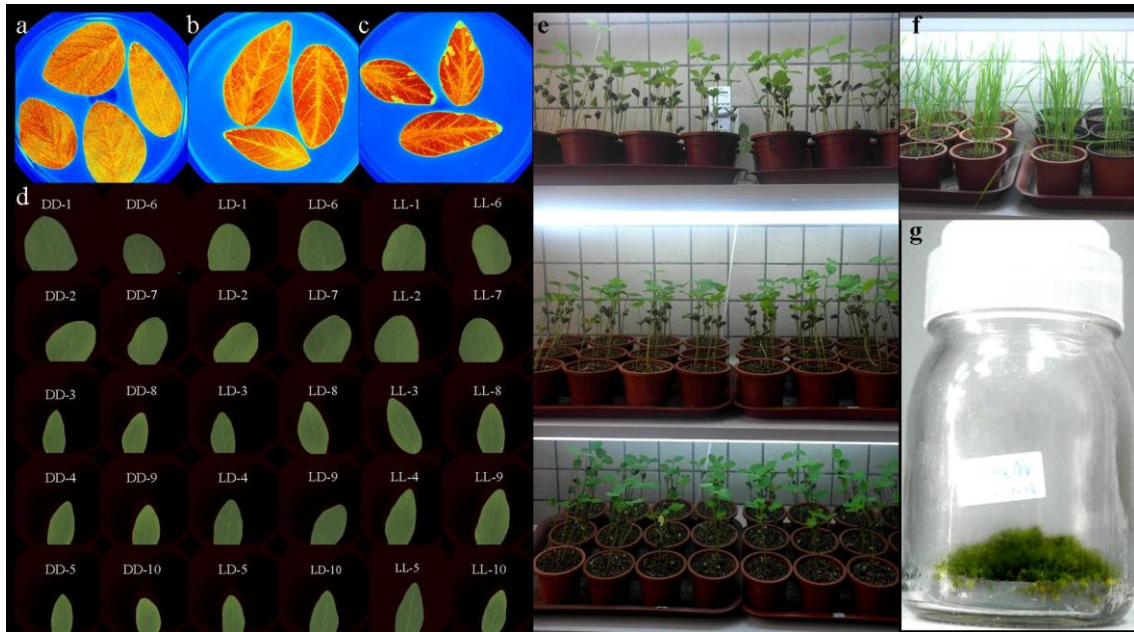 a
b
c
e
f
d
DD-1
DD-6
LD-1
LD-6
LL-1
LL-6
DD-2
DD-7
LD-2
LD-7
LL-2
LL-7
DD-3
DD-8
LD-3
LD-8
LL-3
LL-8
DD-4
DD-9
LD-4
LD-9
LL-4
LL-9
DD-5
DD-10
LD-5
LD-10
LL-5
LL-10
g